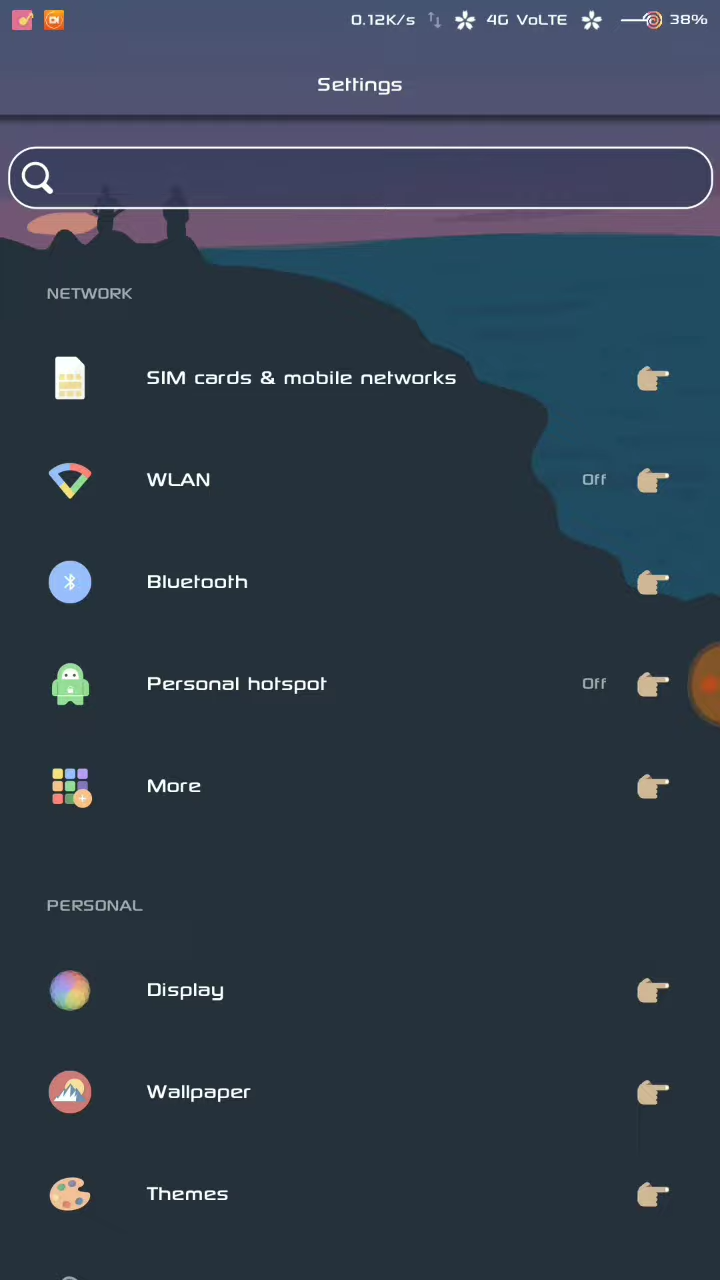 0.12K/s 4G VoLTE 38%
Settings
NETWORK
SIM cards & mobile networks
WLAN Off
Bluetooth
Personal hotspot Off
More
PERSONAL
Display
Wallpaper
Themes